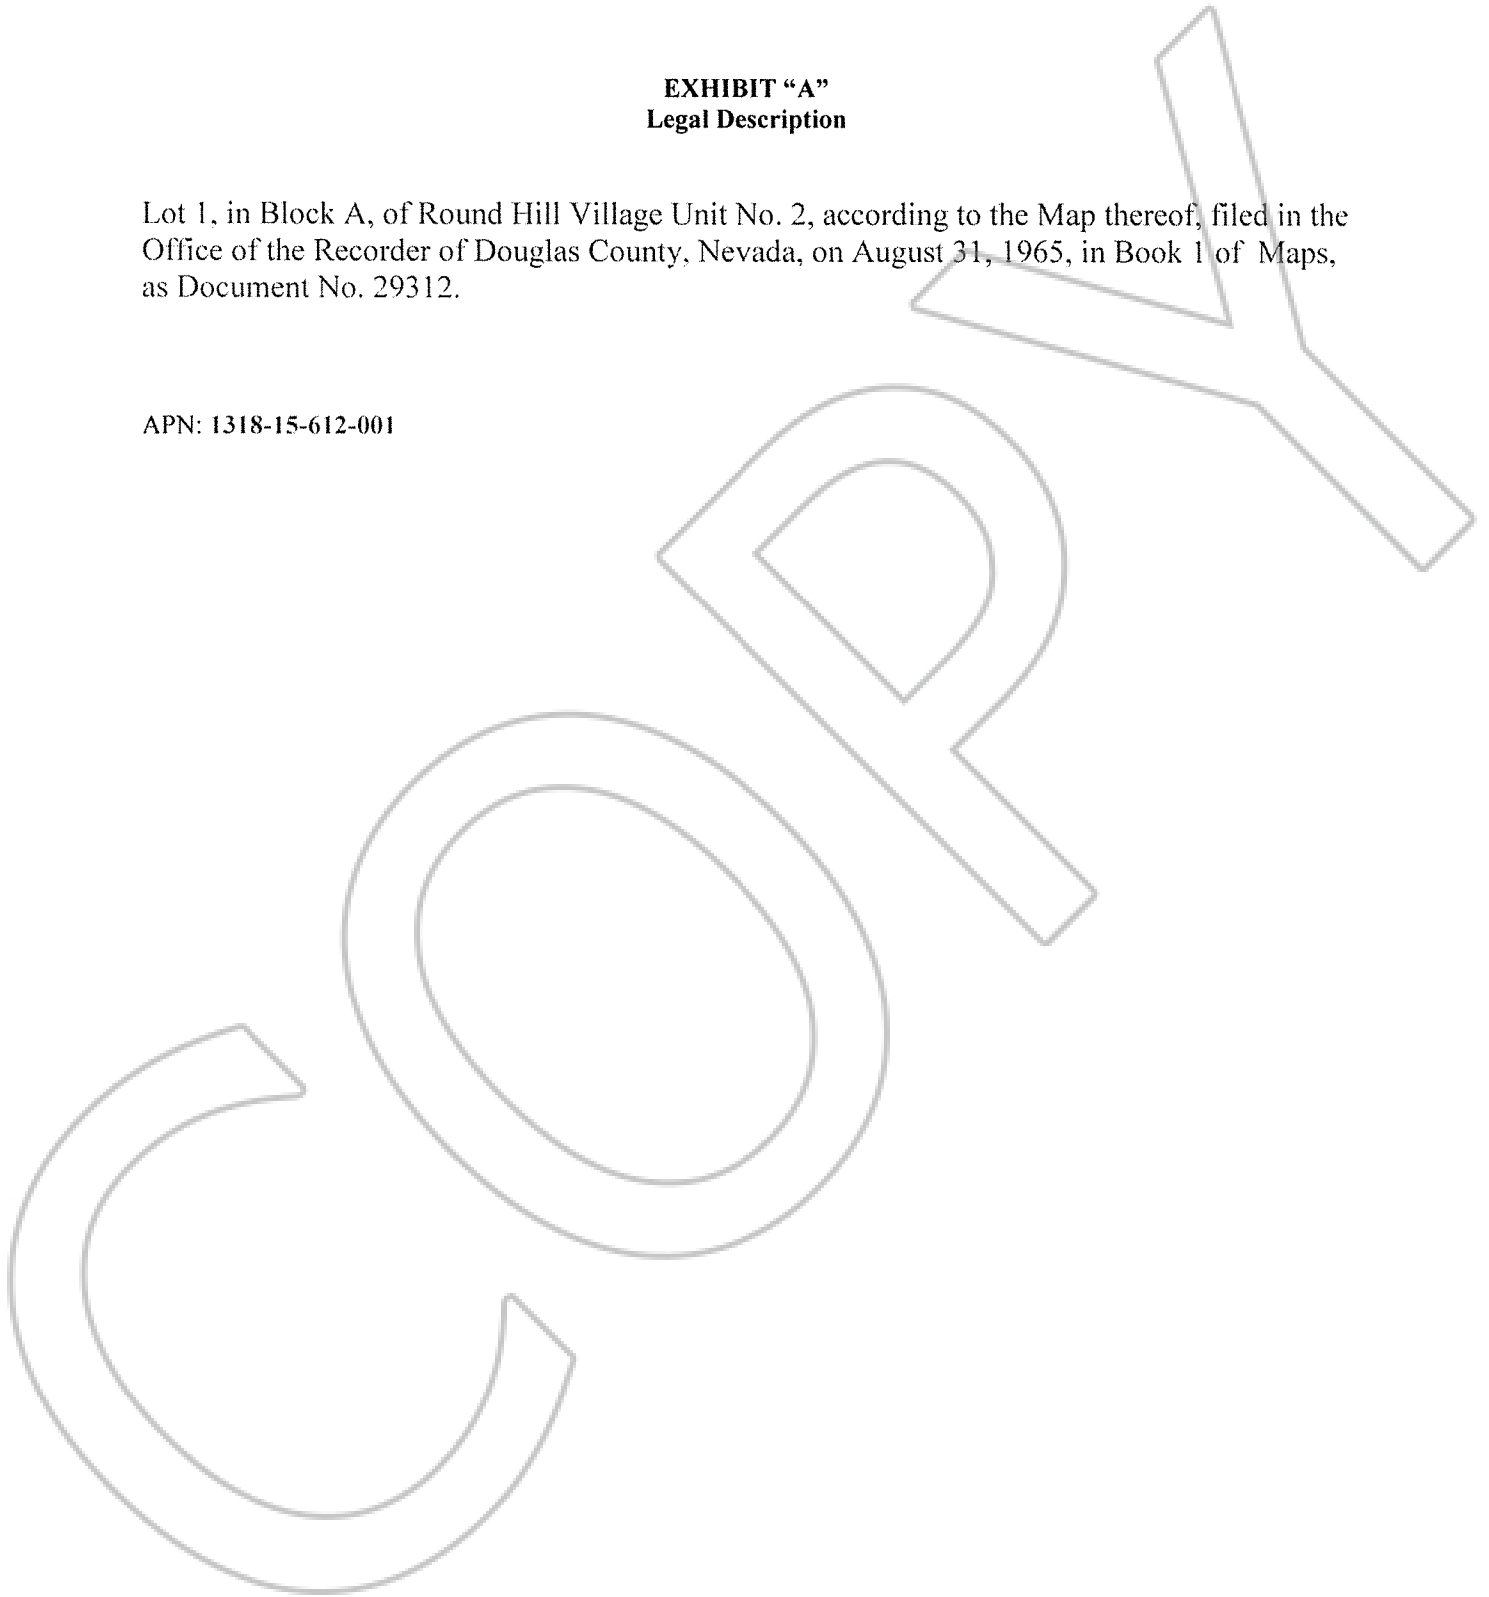 EXHIBIT “A”
Legal Description
Lot 1, in Block A, of Round Hill Village Unit No. 2, according to the Map thereof, filed in the
Office of the Recorder of Douglas County, Nevada, on August 31, 1965, in Book 1 of Maps,
as Document No. 29312.
APN: 1318-15-612-001
COPY